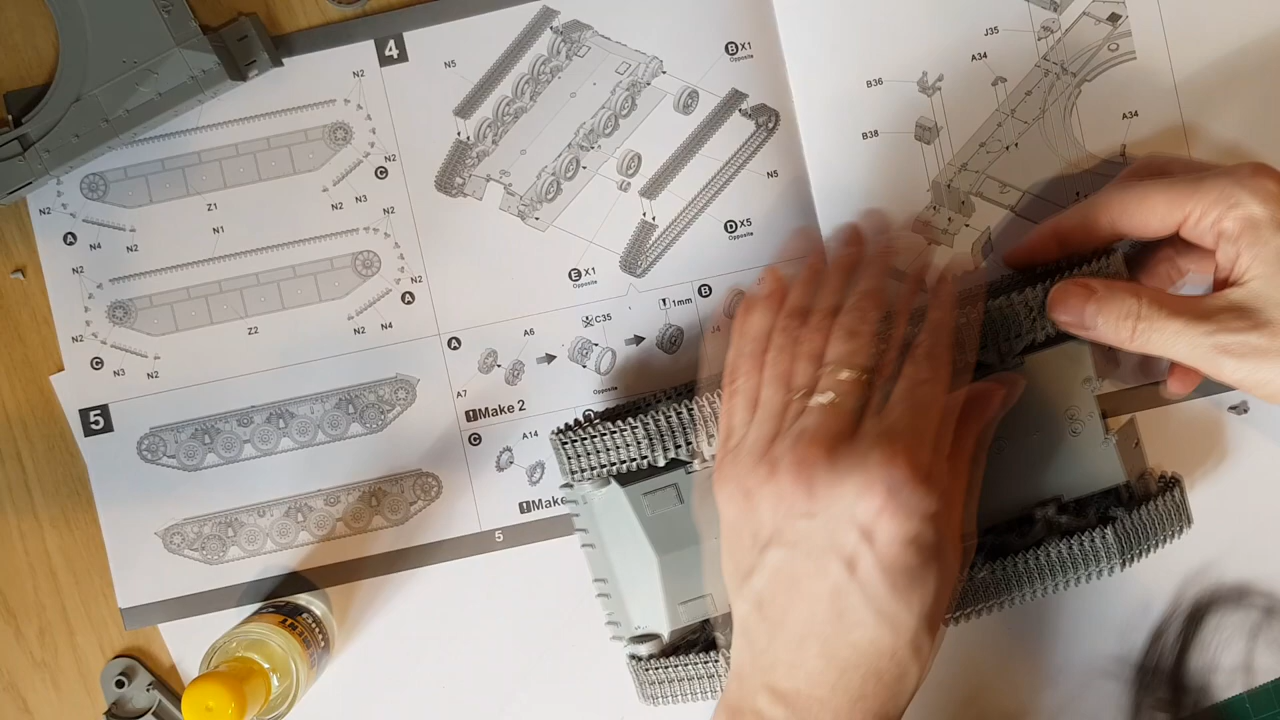 4
N5
B X1
Opposite
N5
D X5
Opposite
E X1
Opposite
N2
N2
C
N3
N2
Z1
N2
A
N4
N2
N1
N2
N2
A
N4
N2
Z2
N2
C
N3
N2
5
A
A6
C35
1mm
B
J4
A7
Opposite
!Make 2
C
A14
!Make
5
J35
A34
B36
B38
A34
CEMENT